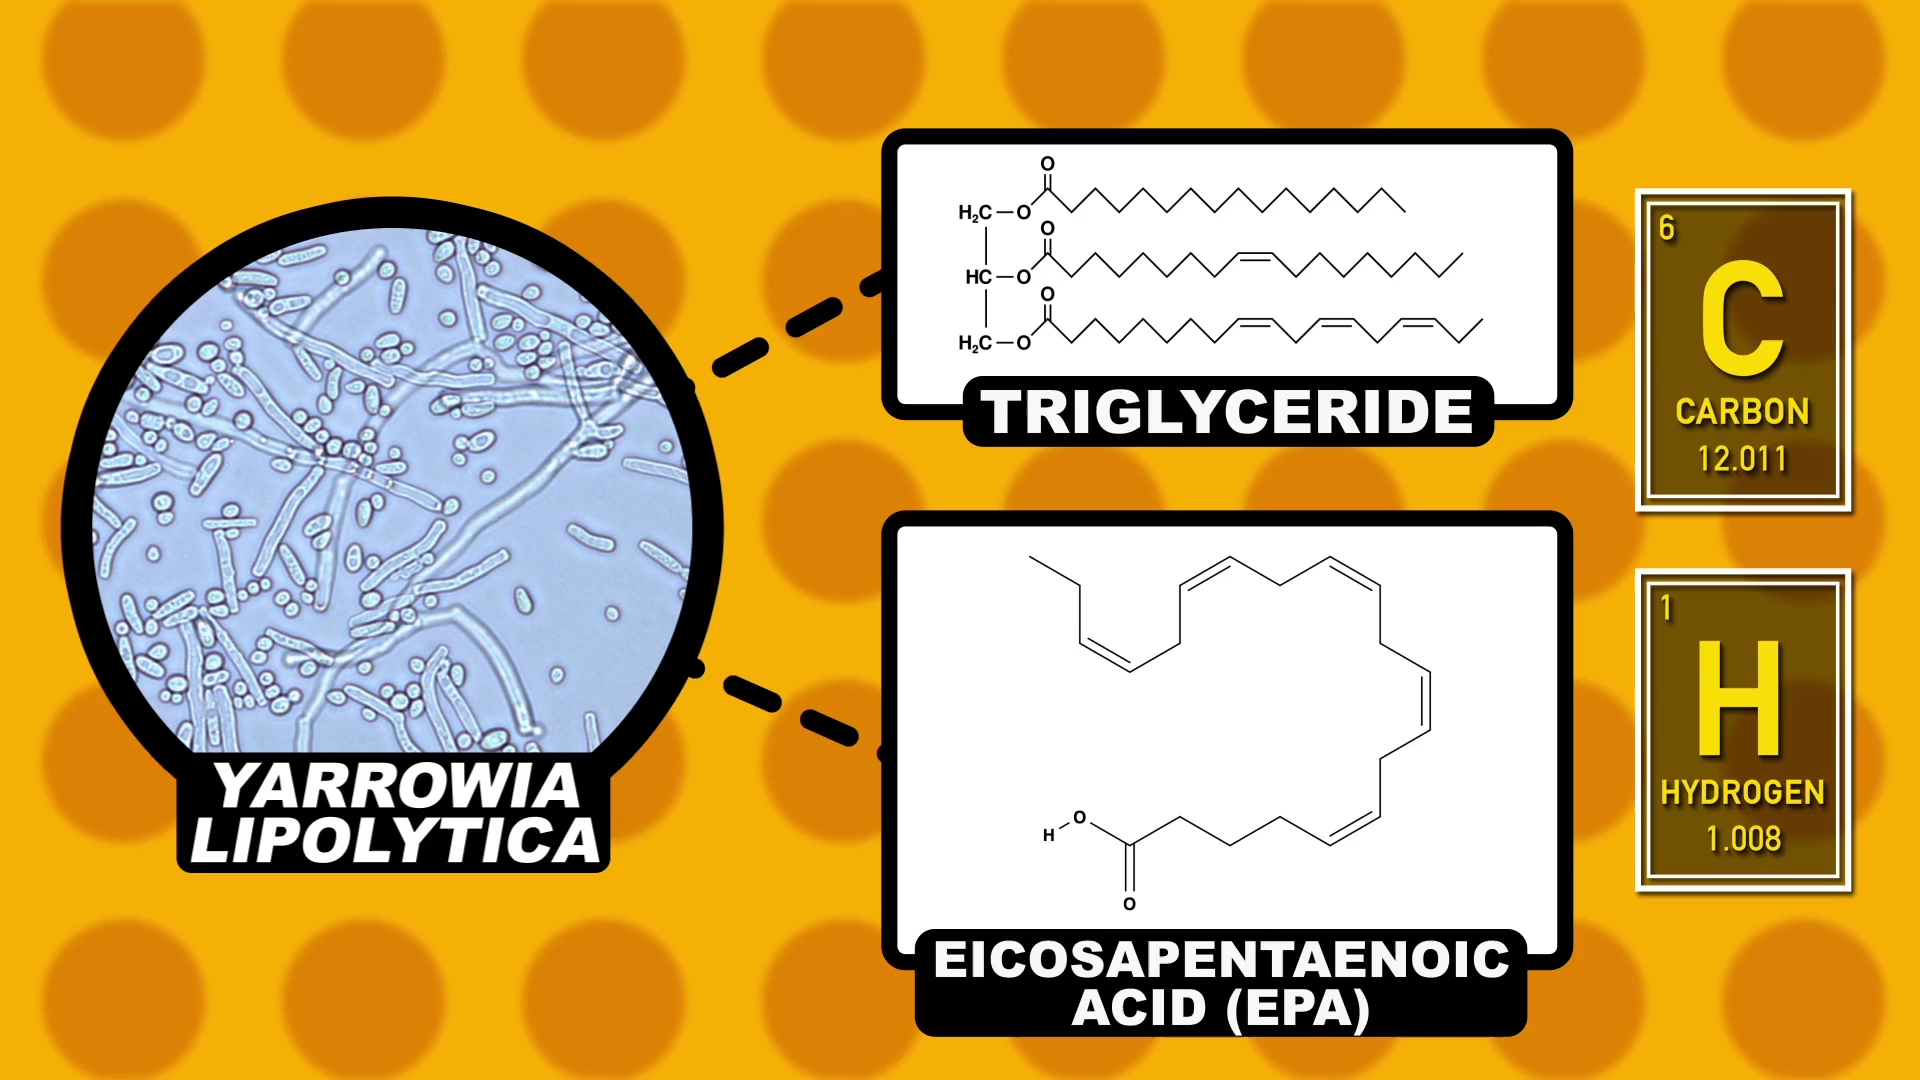 YARROWIA
LIPOLYTICA
O
H₂C—O
O
HC—O
O
H₂C—O
TRIGLYCERIDE
H O
O
EICOSAPENTAENOIC
ACID (EPA)
6
C
CARBON
12.011
1
H
HYDROGEN
1.008